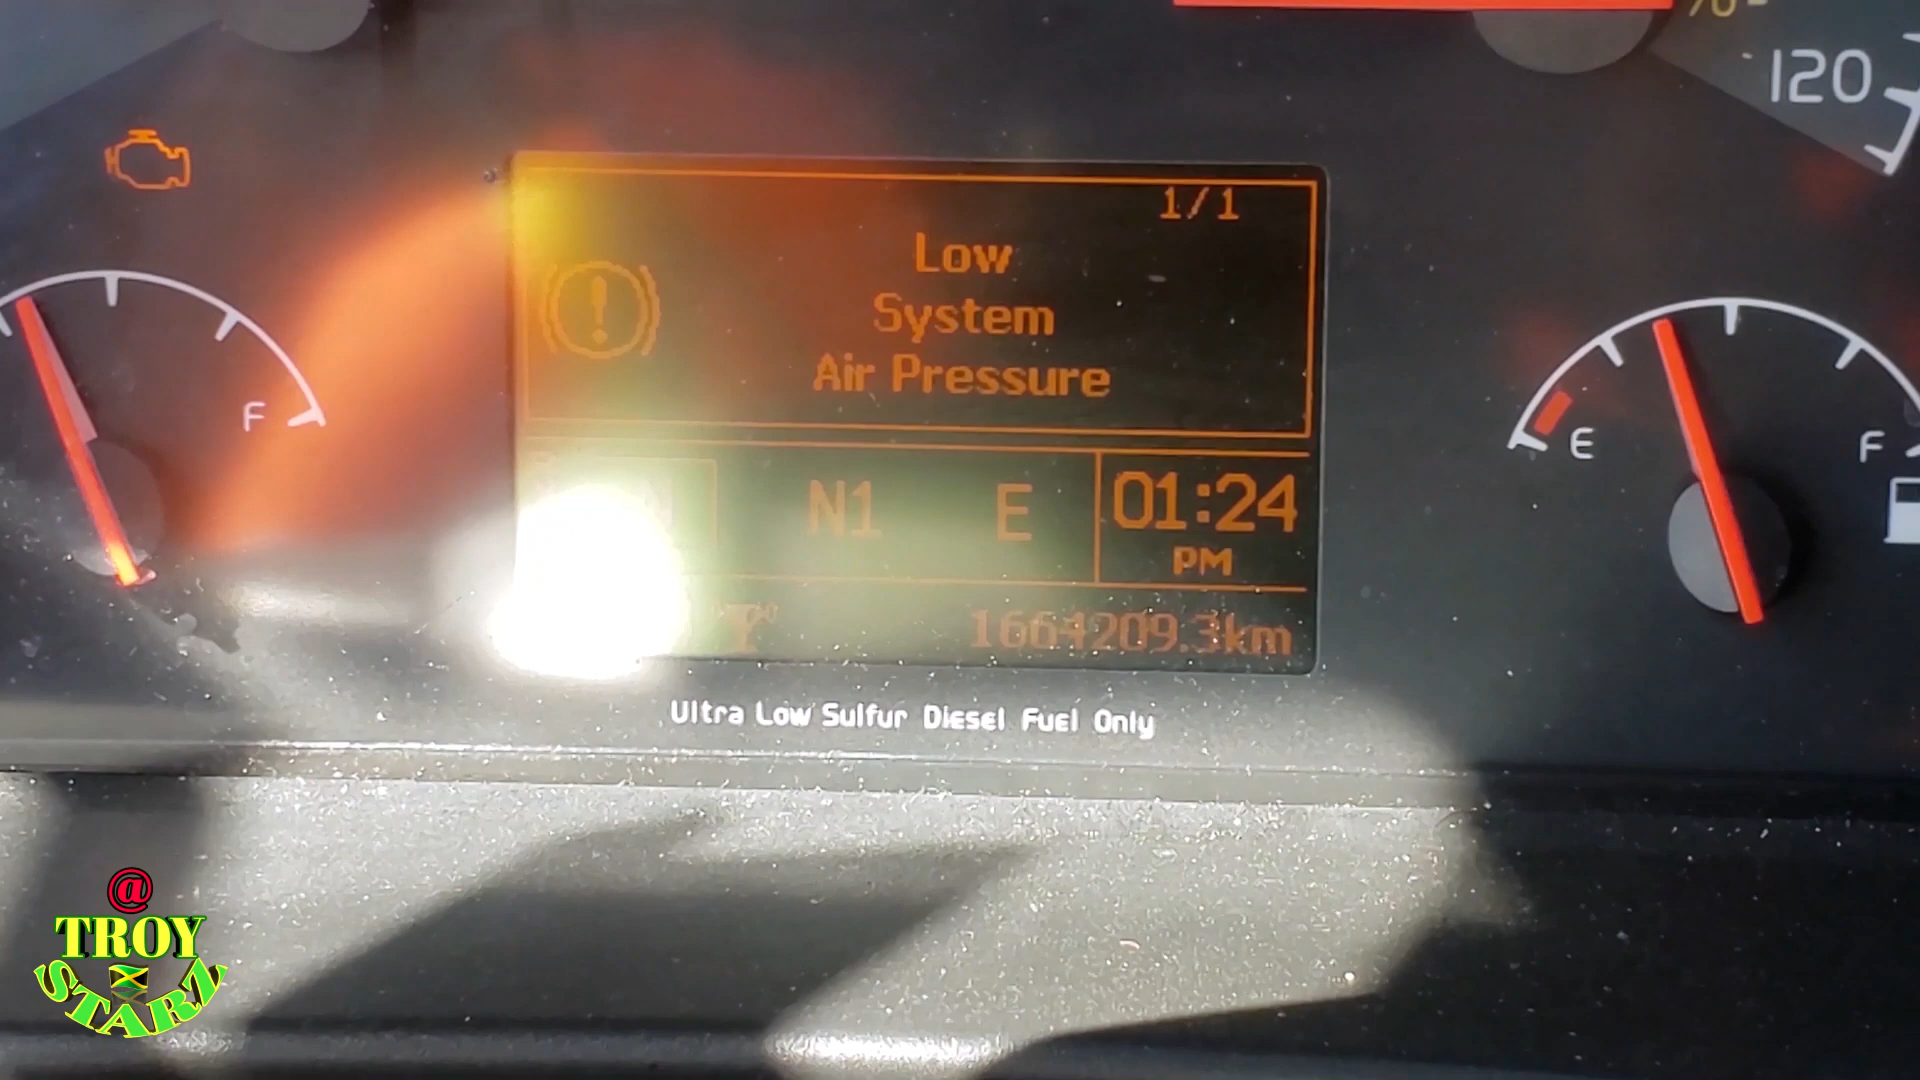 120
1/1
Low
System
Air Pressure
F
E
F
N1
E
01:24
PM
1664209.3km
Ultra Low Sulfur Diesel Fuel Only
@
TROY
STARZ